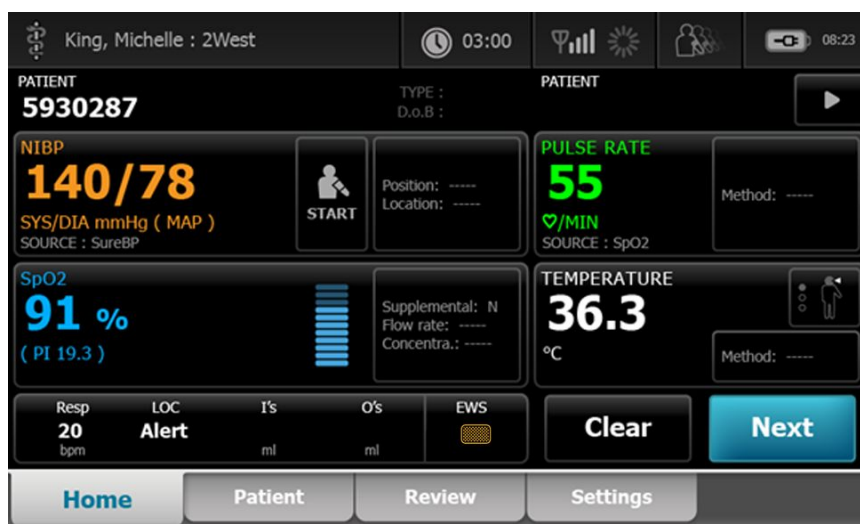 King, Michelle : 2West
03:00
08:23
PATIENT
5930287
TYPE :
D.o.B :
PATIENT
NIBP
140/78
SYS/DIA mmHg ( MAP )
SOURCE : SureBP
START
Position: -----
Location: -----
PULSE RATE
55
♡/MIN
SOURCE : SpO2
Method: -----
SpO2
91 %
( PI 19.3 )
Supplemental: N
Flow rate: -----
Concentra.: -----
TEMPERATURE
36.3
°C
Method: -----
Resp LOC I's O's EWS
20 Alert
bpm ml ml
Clear
Next
Home Patient Review Settings